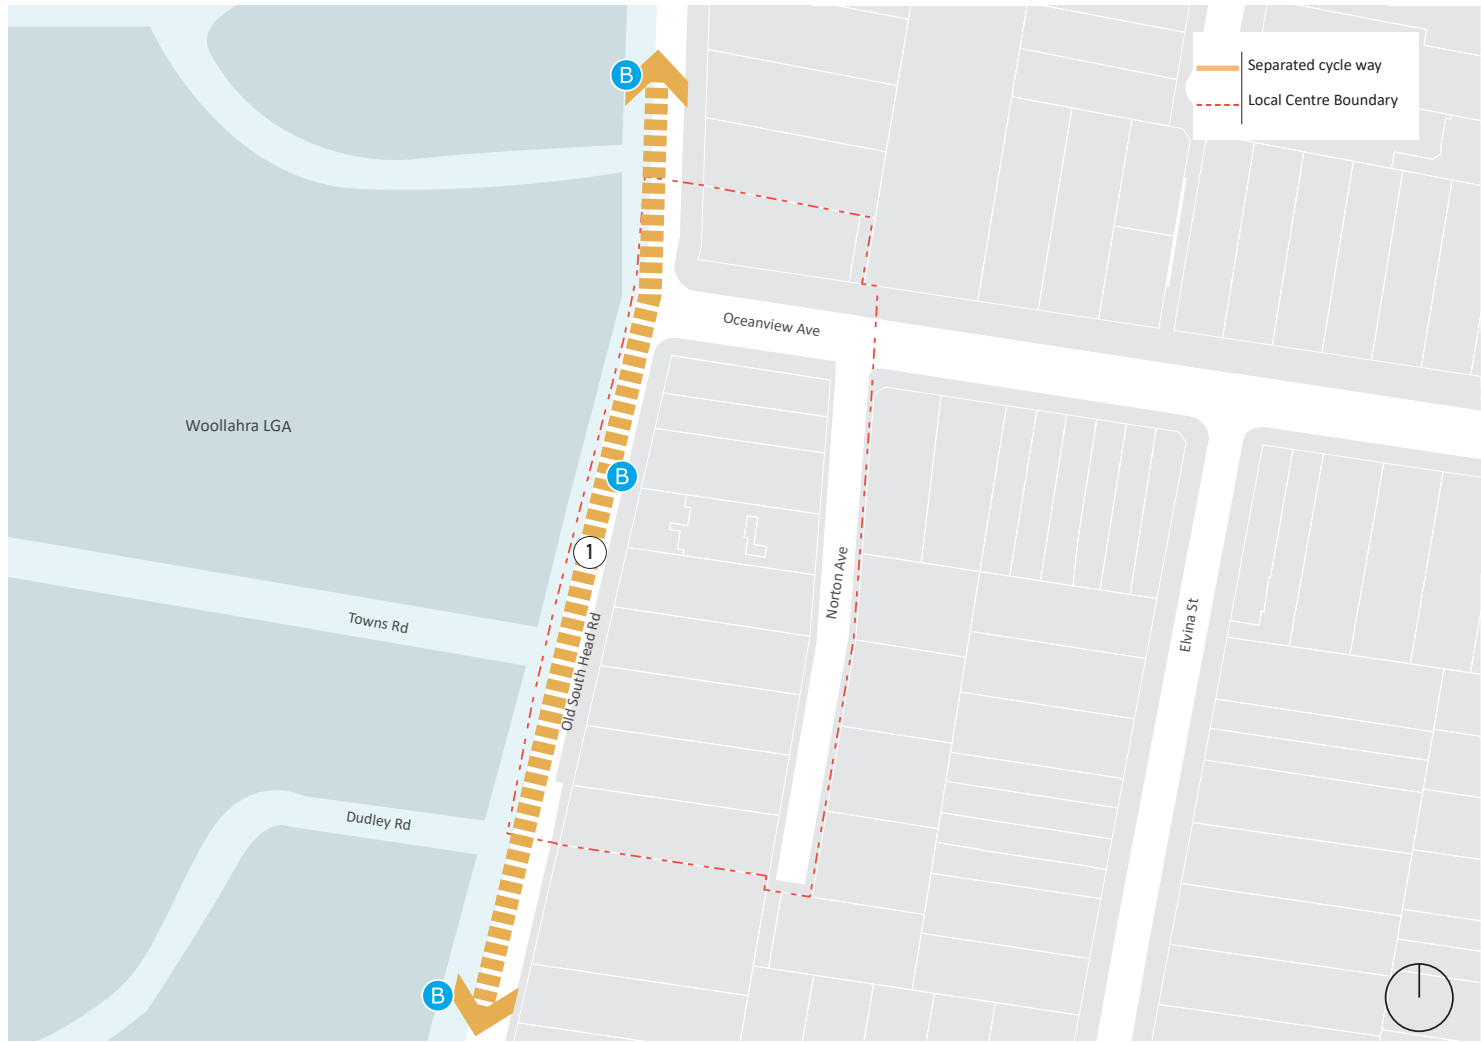 B
Separated cycle way
Local Centre Boundary
Oceanview Ave
Woollahra LGA
B
1
Norton Ave
Towns Rd
Old South Head Rd
Elvina St
Dudley Rd
B